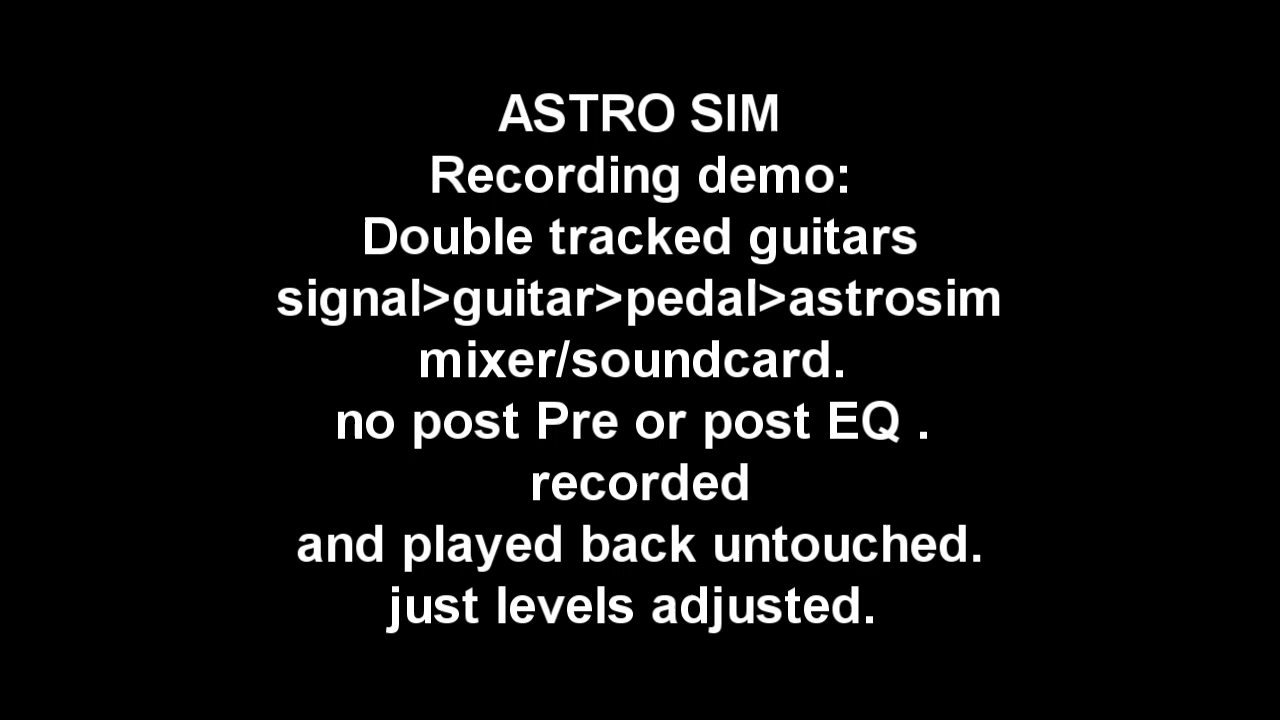 ASTRO SIM
Recording demo:
Double tracked guitars
signal>guitar>pedal>astrosim
mixer/soundcard.
no post Pre or post EQ .
recorded
and played back untouched.
just levels adjusted.